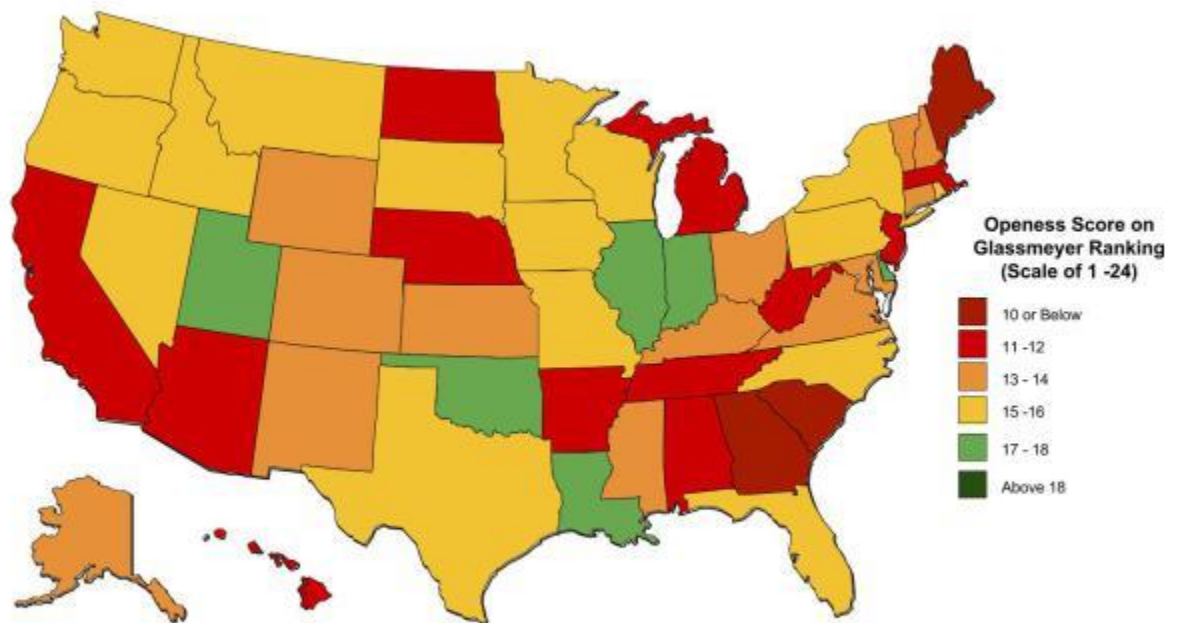 Openess Score on
Glassmeyer Ranking
(Scale of 1 -24)
10 or Below
11 -12
13 - 14
15 -16
17 - 18
Above 18